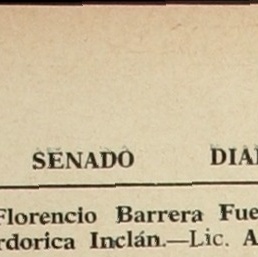 SENADO DIA
Florencio Barrera Fue
rdorica Inclán.—Lic. A